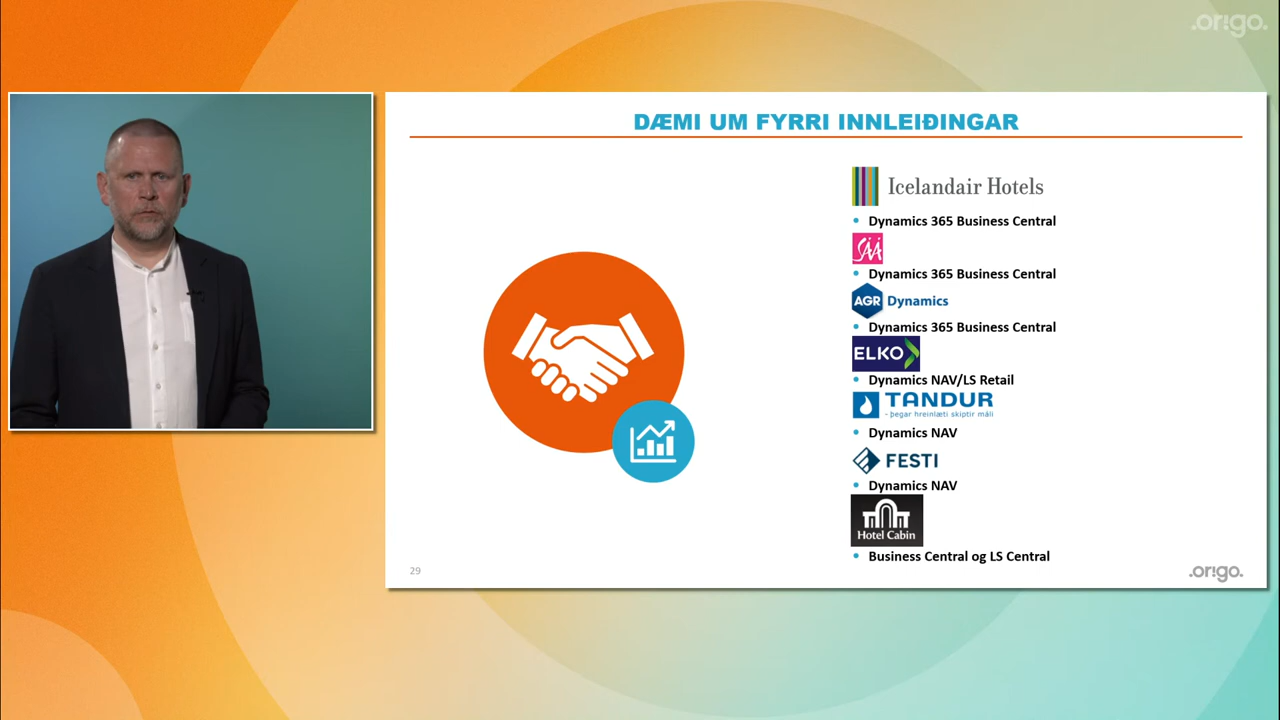 .origo.
DÆMI UM FYRRI INNLEIÐINGAR
Icelandair Hotels
• Dynamics 365 Business Central
SÁÁ
• Dynamics 365 Business Central
AGR Dynamics
• Dynamics 365 Business Central
ELKO
• Dynamics NAV/LS Retail
TANDUR
- þegar hreinlæti skiptir máli
• Dynamics NAV
FESTI
• Dynamics NAV
Hotel Cabin
• Business Central og LS Central
29
.origo.